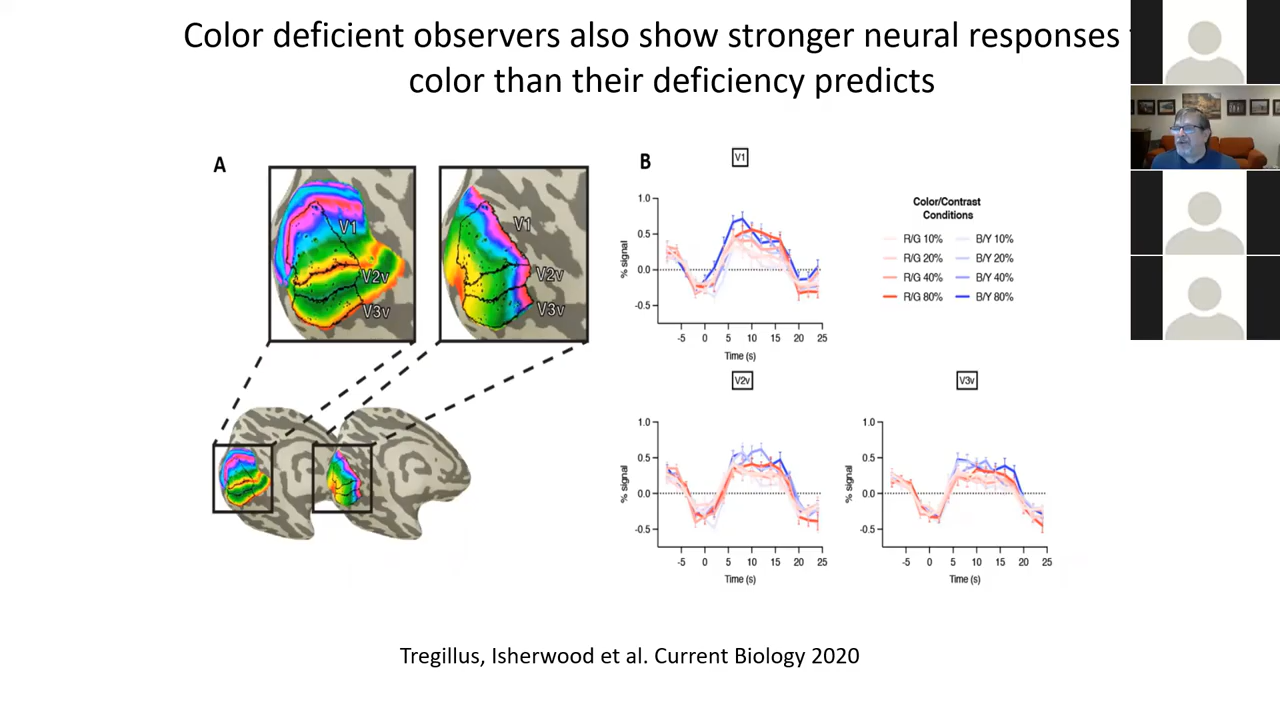 Color deficient observers also show stronger neural responses
color than their deficiency predicts
A
V1
V2v
V3v
V1
V2v
V3v
B
V1
1.0
0.5
0.0
-0.5
% signal
-5 0 5 10 15 20 25
Time (s)
Color/Contrast
Conditions
R/G 10% B/Y 10%
R/G 20% B/Y 20%
R/G 40% B/Y 40%
R/G 80% B/Y 80%
V2v
1.0
0.5
0.0
-0.5
% signal
-5 0 5 10 15 20 25
Time (s)
V3v
1.0
0.5
0.0
-0.5
% signal
-5 0 5 10 15 20 25
Time (s)
Tregillus, Isherwood et al. Current Biology 2020